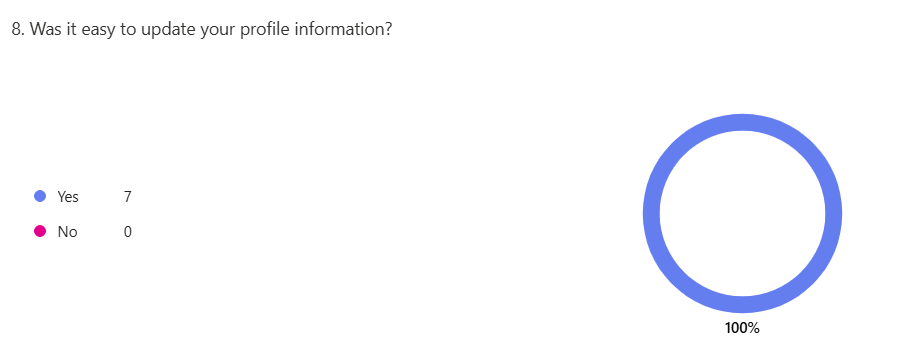 8. Was it easy to update your profile information?
Yes 7
No 0
100%